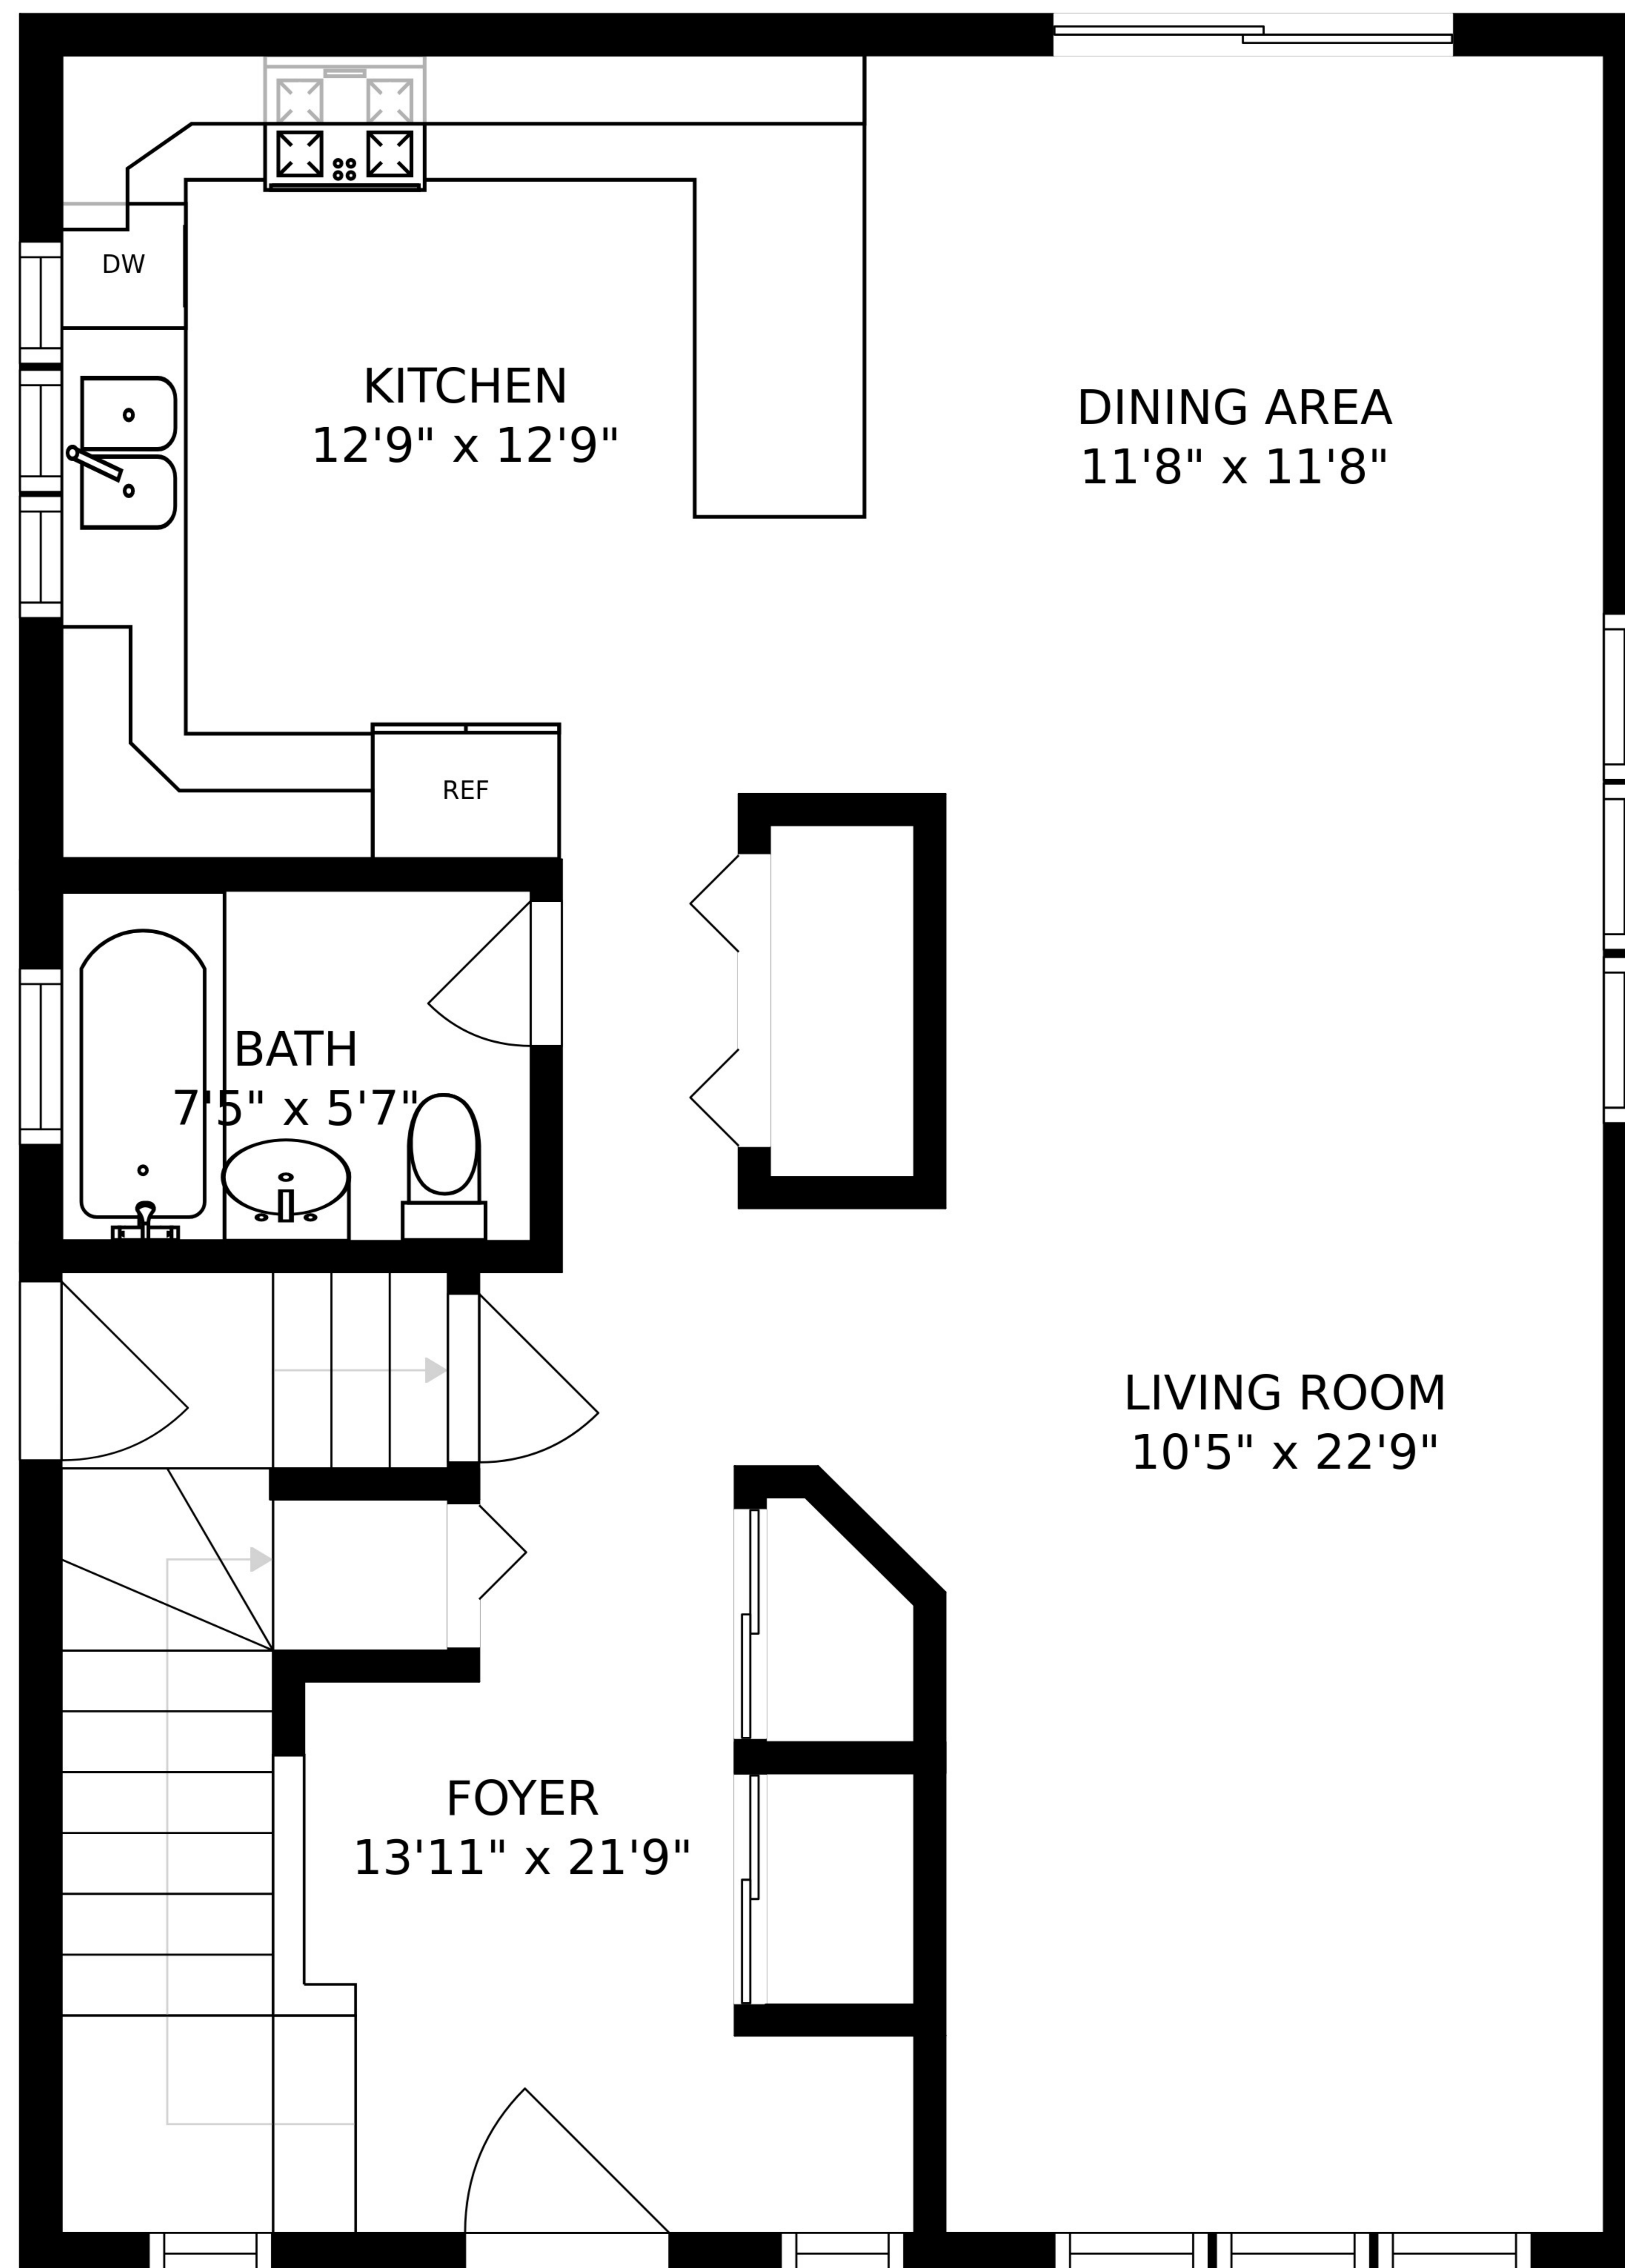 DW
KITCHEN
12'9" x 12'9"
DINING AREA
11'8" x 11'8"
REF
BATH
7'5" x 5'7"
LIVING ROOM
10'5" x 22'9"
FOYER
13'11" x 21'9"